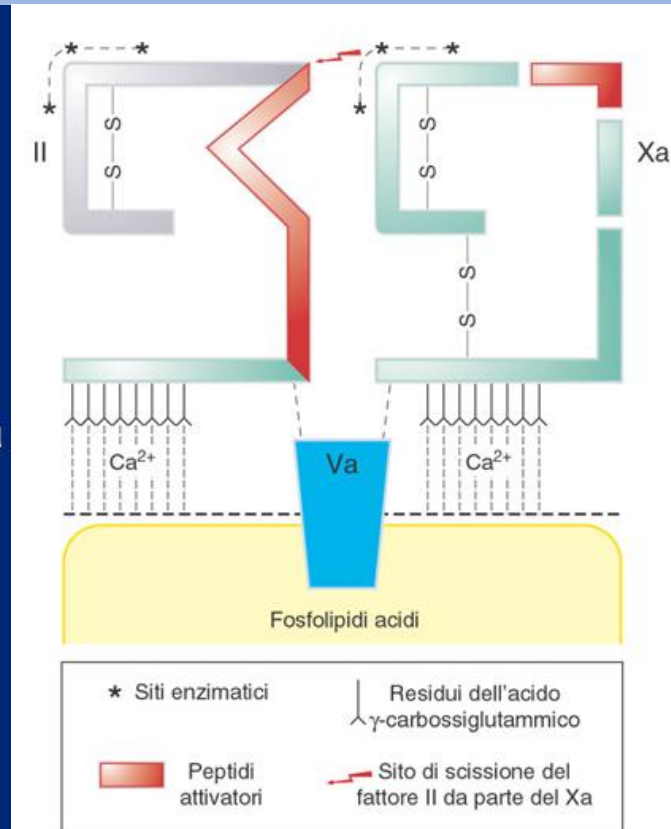 * * *
* * *
II
S
S
S
S
S
S
Xa
Ca²⁺
Va
Ca²⁺
Fosfolipidi acidi
* Siti enzimatici
Residui dell'acido
γ-carbossiglutammico
Peptidi
attivatori
Sito di scissione del
fattore II da parte del Xa